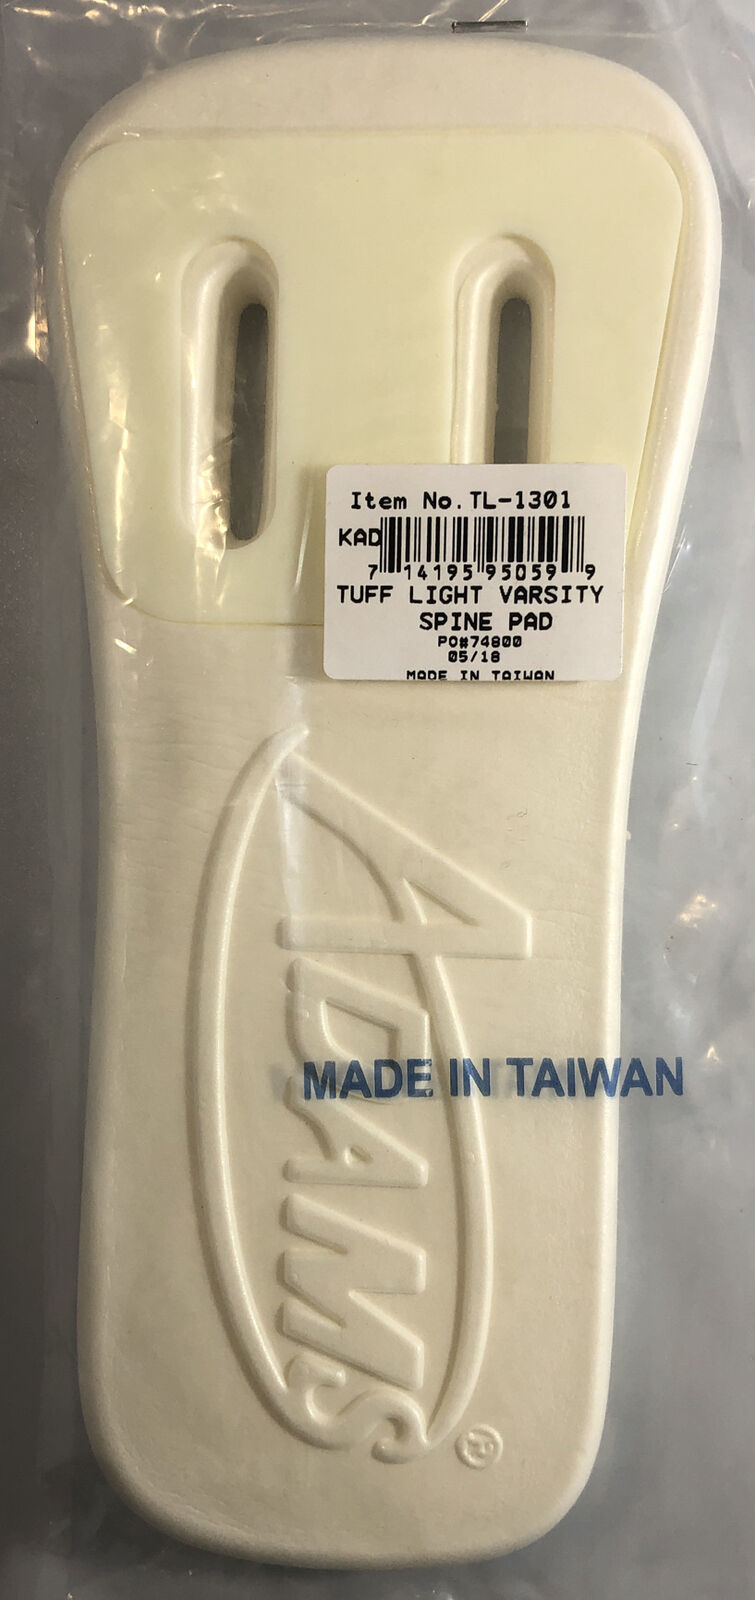 Item No.TL-1301
KAD
7 14195 95059 9
TUFF LIGHT VARSITY
SPINE PAD
PO#74800
05/18
MADE IN TAIWAN
ADAMS®
MADE IN TAIWAN